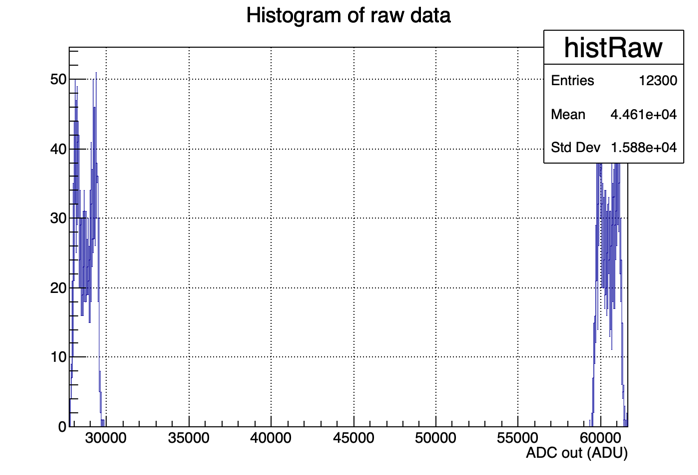 Histogram of raw data
histRaw
Entries 12300
Mean 4.461e+04
Std Dev 1.588e+04
50
40
30
20
10
0
30000 35000 40000 45000 50000 55000 60000
ADC out (ADU)